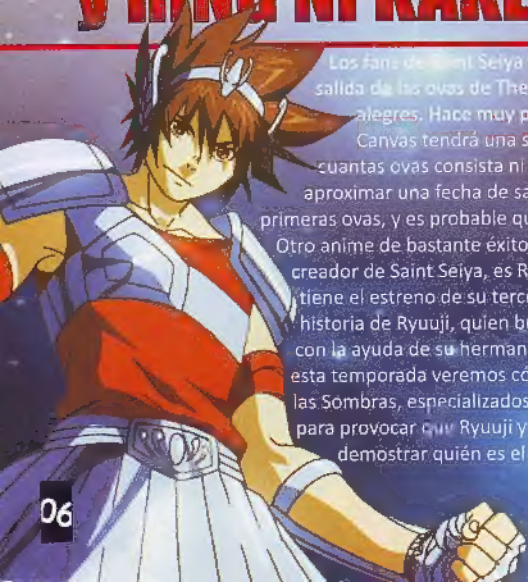 y RING NI KAKE
Los fans de Saint Seiya
salida de las ovas de The
alegres. Hace muy p
Canvas tendrá una s
cuantas ovas consista ni
aproximar una fecha de sa
primeras ovas, y es probable qu
Otro anime de bastante éxito
creador de Saint Seiya, es R
tiene el estreno de su terc
historia de Ryuuji, quien bu
con la ayuda de su herman
esta temporada veremos có
las Sombras, especializados
para provocar que Ryuuji y
demostrar quién es el
06